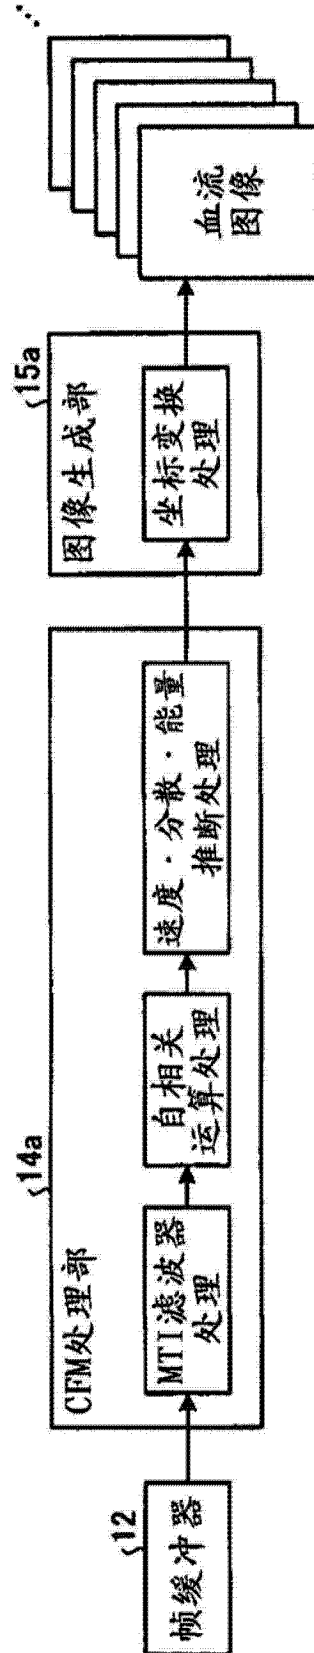 帧缓冲器
12
CFM处理部
14a
MTI滤波器
处理
自相关
运算处理
速度·分散·能量
推断处理
图像生成部
15a
坐标变换
处理
血流
图像
…